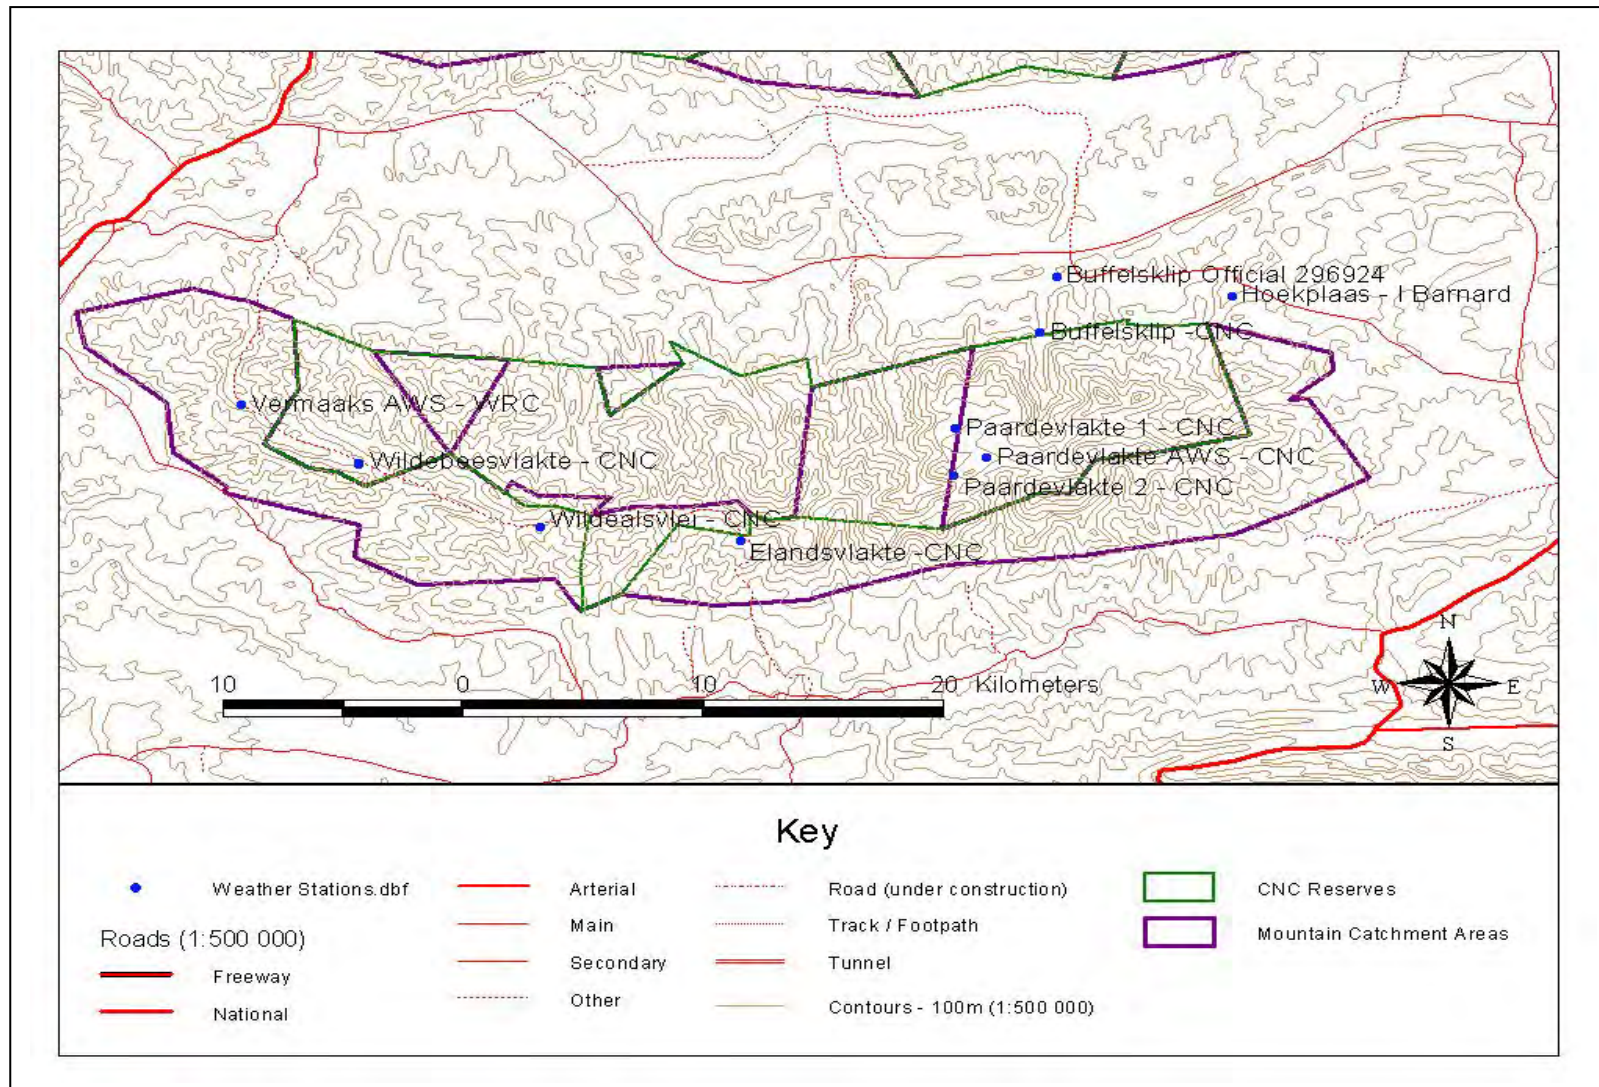 Buffelsklip Official 296924
Hoekplaas - I Barnard
Buffelsklip -CNC
Vermaaks AWS - WRC
Paardevlakte 1 - CNC
Wildebeesvlakte - CNC
Paardevlakte AWS - CNC
Paardevlakte 2 - CNC
Wildealsvlei - CNC
Elandsvlakte -CNC
N
W E
S
10 0 10 20 Kilometers
Key
Weather Stations.dbf
Roads (1:500 000)
Freeway
National
Arterial
Main
Secondary
Other
Road (under construction)
Track / Footpath
Tunnel
Contours - 100m (1:500 000)
CNC Reserves
Mountain Catchment Areas